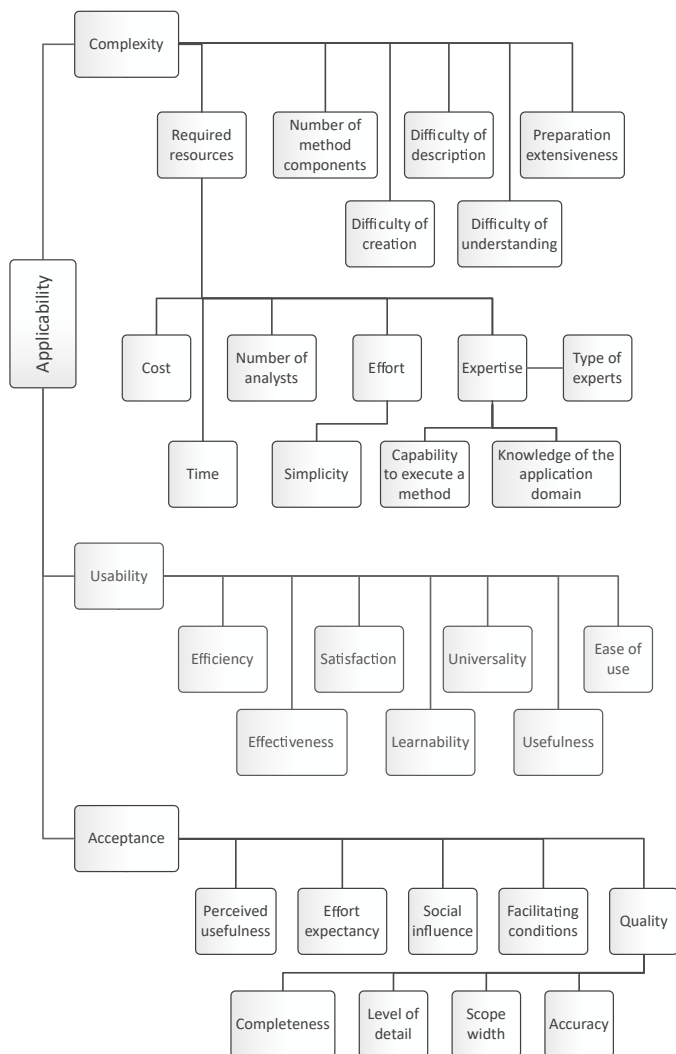 Complexity
Required
resources
Number of
method
components
Difficulty of
description
Preparation
extensiveness
Difficulty of
creation
Difficulty of
understanding
Applicability
Cost
Number of
analysts
Effort
Expertise
Type of
experts
Time
Simplicity
Capability
to execute a
method
Knowledge of the
application
domain
Usability
Efficiency
Satisfaction
Universality
Ease of
use
Effectiveness
Learnability
Usefulness
Acceptance
Perceived
usefulness
Effort
expectancy
Social
influence
Facilitating
conditions
Quality
Completeness
Level of
detail
Scope
width
Accuracy